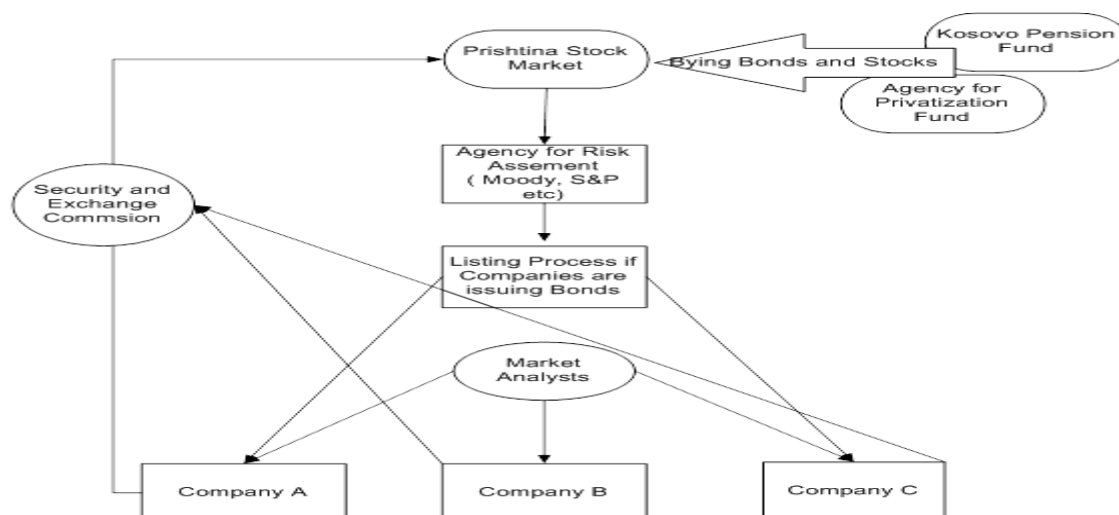 Prishtina Stock
Market
Bying Bonds and Stocks
Kosovo Pension
Fund
Agency for
Privatization
Fund
Agency for Risk
Assement
( Moody, S&P
etc)
Security and
Exchange
Commsion
Listing Process if
Companies are
issuing Bonds
Market
Analysts
Company A
Company B
Company C